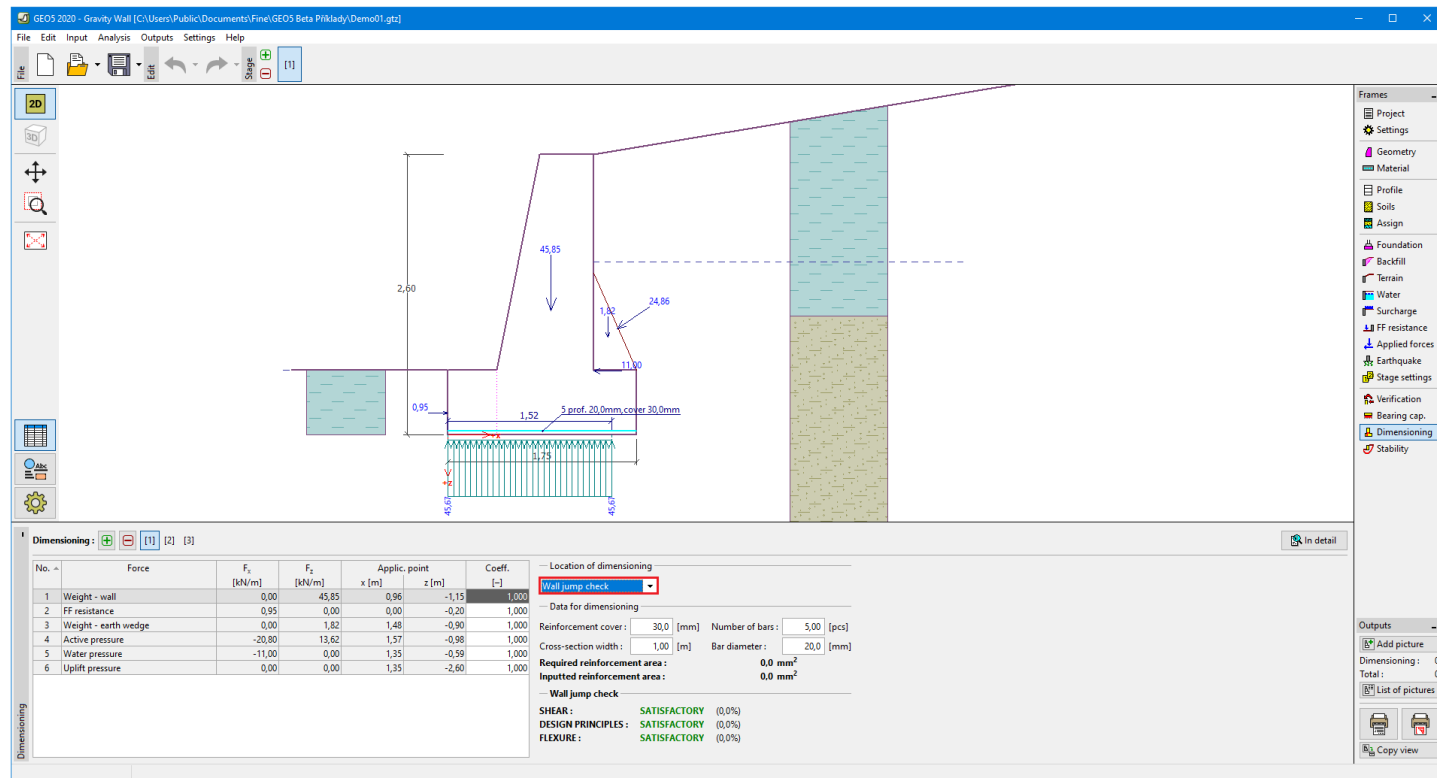 GEO5 2020 - Gravity Wall [C:\Users\Public\Documents\Fine\GEO5 Beta Příklady\Demo01.gtz]
File Edit Input Analysis Outputs Settings Help
File
Edit
Stage
[1]
2D
3D
45,85
2,60
1,82
24,86
11,00
0,95
1,52
5 prof. 20,0mm,cover 30,0mm
+x
1,75
+z
45,67
45,67
Abc
Frames
Project
Settings
Geometry
Material
Profile
Soils
Assign
Foundation
Backfill
Terrain
Water
Surcharge
FF resistance
Applied forces
Earthquake
Stage settings
Verification
Bearing cap.
Dimensioning
Stability
Outputs
Add picture
Dimensioning :
Total :
List of pictures
Copy view
Dimensioning
Dimensioning : [1] [2] [3]
In detail
No. Force Fx Fz Applic. point Coeff.
[kN/m] [kN/m] x [m] z [m] [–]
1 Weight - wall 0,00 45,85 0,96 -1,15 1,000
2 FF resistance 0,95 0,00 0,00 -0,20 1,000
3 Weight - earth wedge 0,00 1,82 1,48 -0,90 1,000
4 Active pressure -20,80 13,62 1,57 -0,98 1,000
5 Water pressure -11,00 0,00 1,35 -0,59 1,000
6 Uplift pressure 0,00 0,00 1,35 -2,60 1,000
Location of dimensioning
Wall jump check
Data for dimensioning
Reinforcement cover : 30,0 [mm] Number of bars : 5,00 [pcs]
Cross-section width : 1,00 [m] Bar diameter : 20,0 [mm]
Required reinforcement area : 0,0 mm²
Inputted reinforcement area : 0,0 mm²
Wall jump check
SHEAR : SATISFACTORY (0,0%)
DESIGN PRINCIPLES : SATISFACTORY (0,0%)
FLEXURE : SATISFACTORY (0,0%)